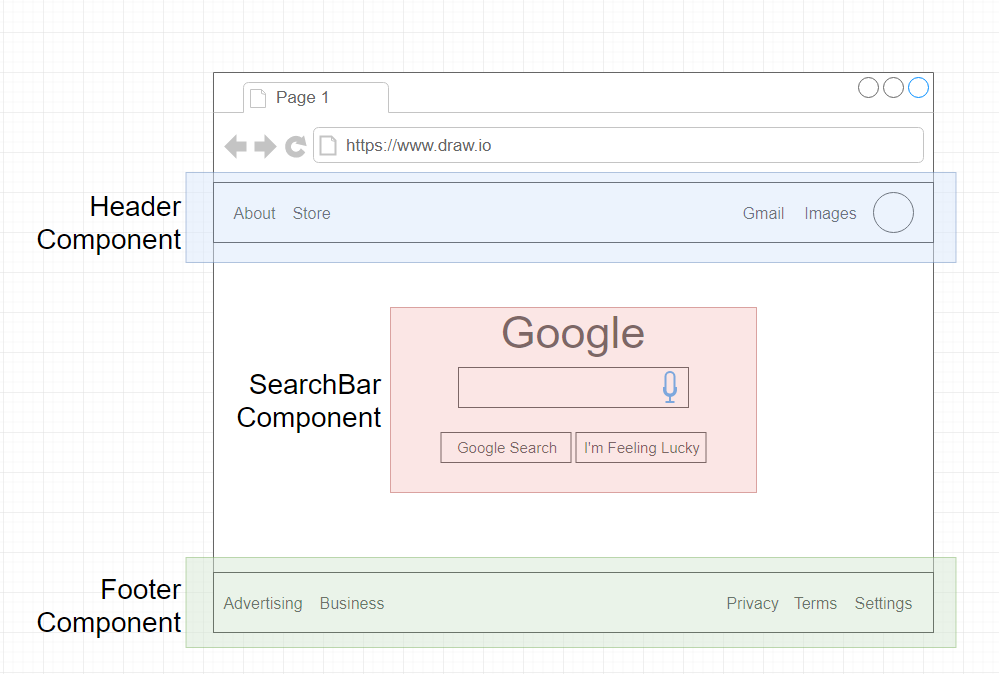 Page 1
https://www.draw.io
Header
Component
About Store Gmail Images
Google
SearchBar
Component
Google Search I'm Feeling Lucky
Footer
Component
Advertising Business Privacy Terms Settings